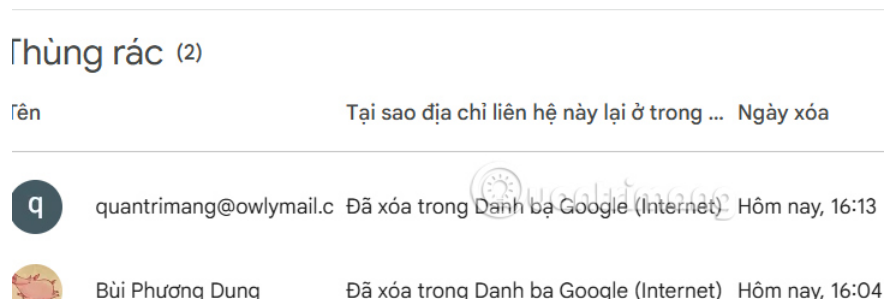 Thùng rác (2)
Tên Tại sao địa chỉ liên hệ này lại ở trong ... Ngày xóa
q quantrimang@owlymail.c Đã xóa trong Danh bạ Google (Internet) Hôm nay, 16:13
Quantrimang
Bùi Phương Dung Đã xóa trong Danh bạ Google (Internet) Hôm nay, 16:04